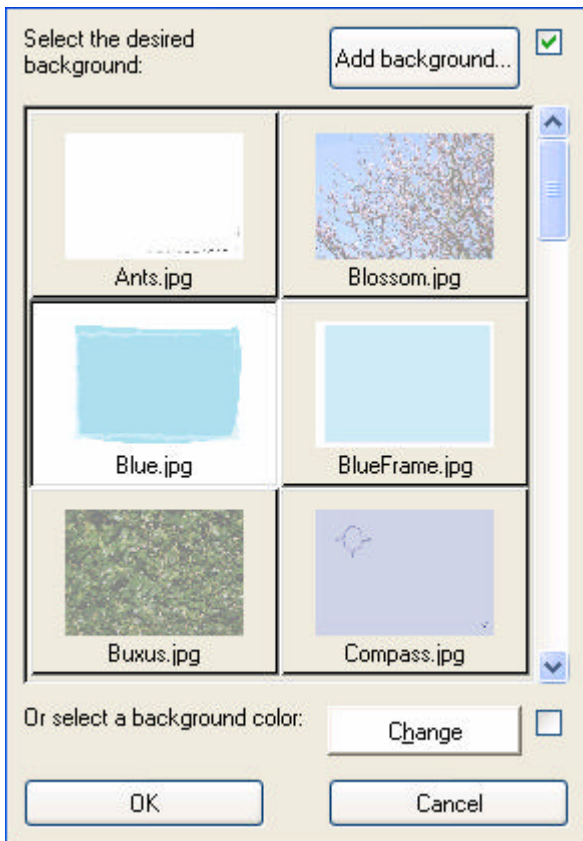 Select the desired
background:
Add background...
Ants.jpg
Blossom.jpg
Blue.jpg
BlueFrame.jpg
Buxus.jpg
Compass.jpg
Or select a background color:
Change
OK
Cancel